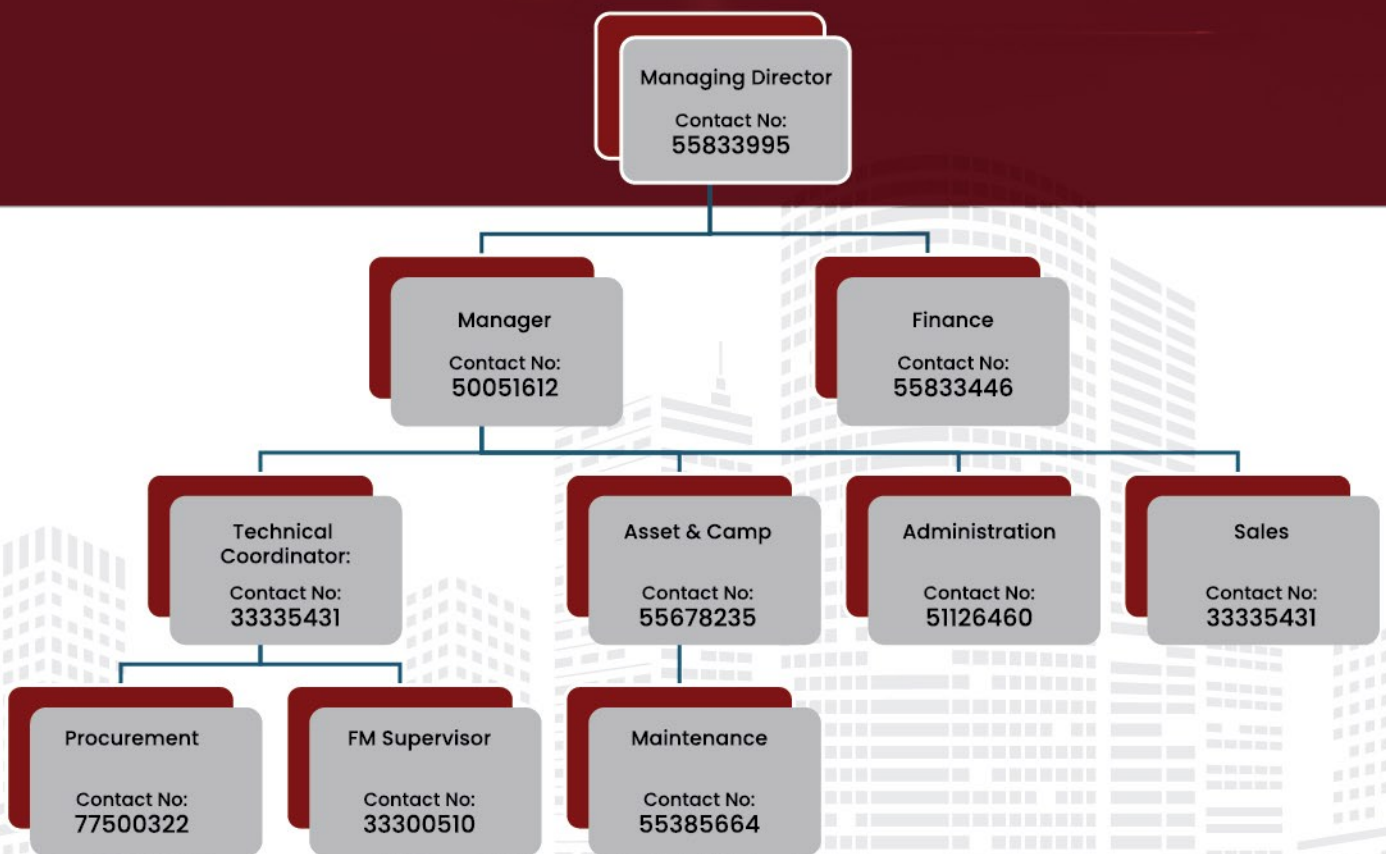 Managing Director
Contact No:
55833995
Manager
Contact No:
50051612
Finance
Contact No:
55833446
Technical
Coordinator:
Contact No:
33335431
Asset & Camp
Contact No:
55678235
Administration
Contact No:
51126460
Sales
Contact No:
33335431
Procurement
Contact No:
77500322
FM Supervisor
Contact No:
33300510
Maintenance
Contact No:
55385664